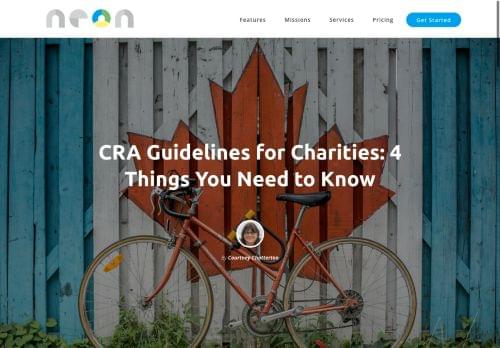 neon
Features
Missions
Services
Pricing
Get Started
CRA Guidelines for Charities: 4
Things You Need to Know
By Courtney Chatterton